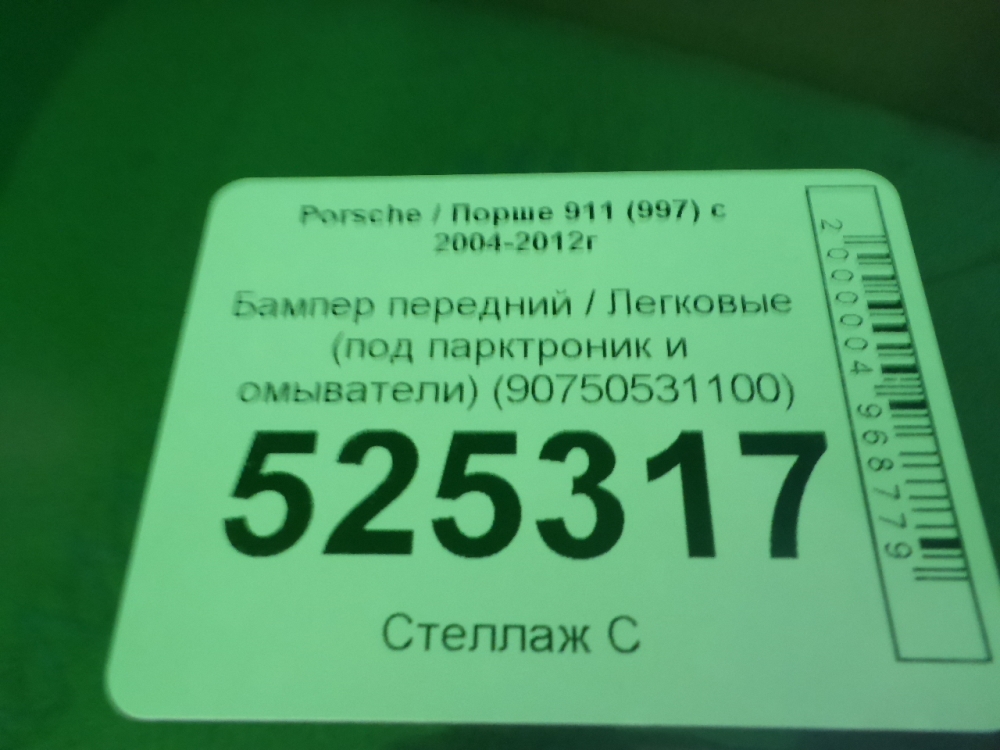 Porsche / Порше 911 (997) с
2004-2012г
Бампер передний / Легковые
(под парктроник и
омыватели) (90750531100)
525317
Стеллаж С
2000004968779